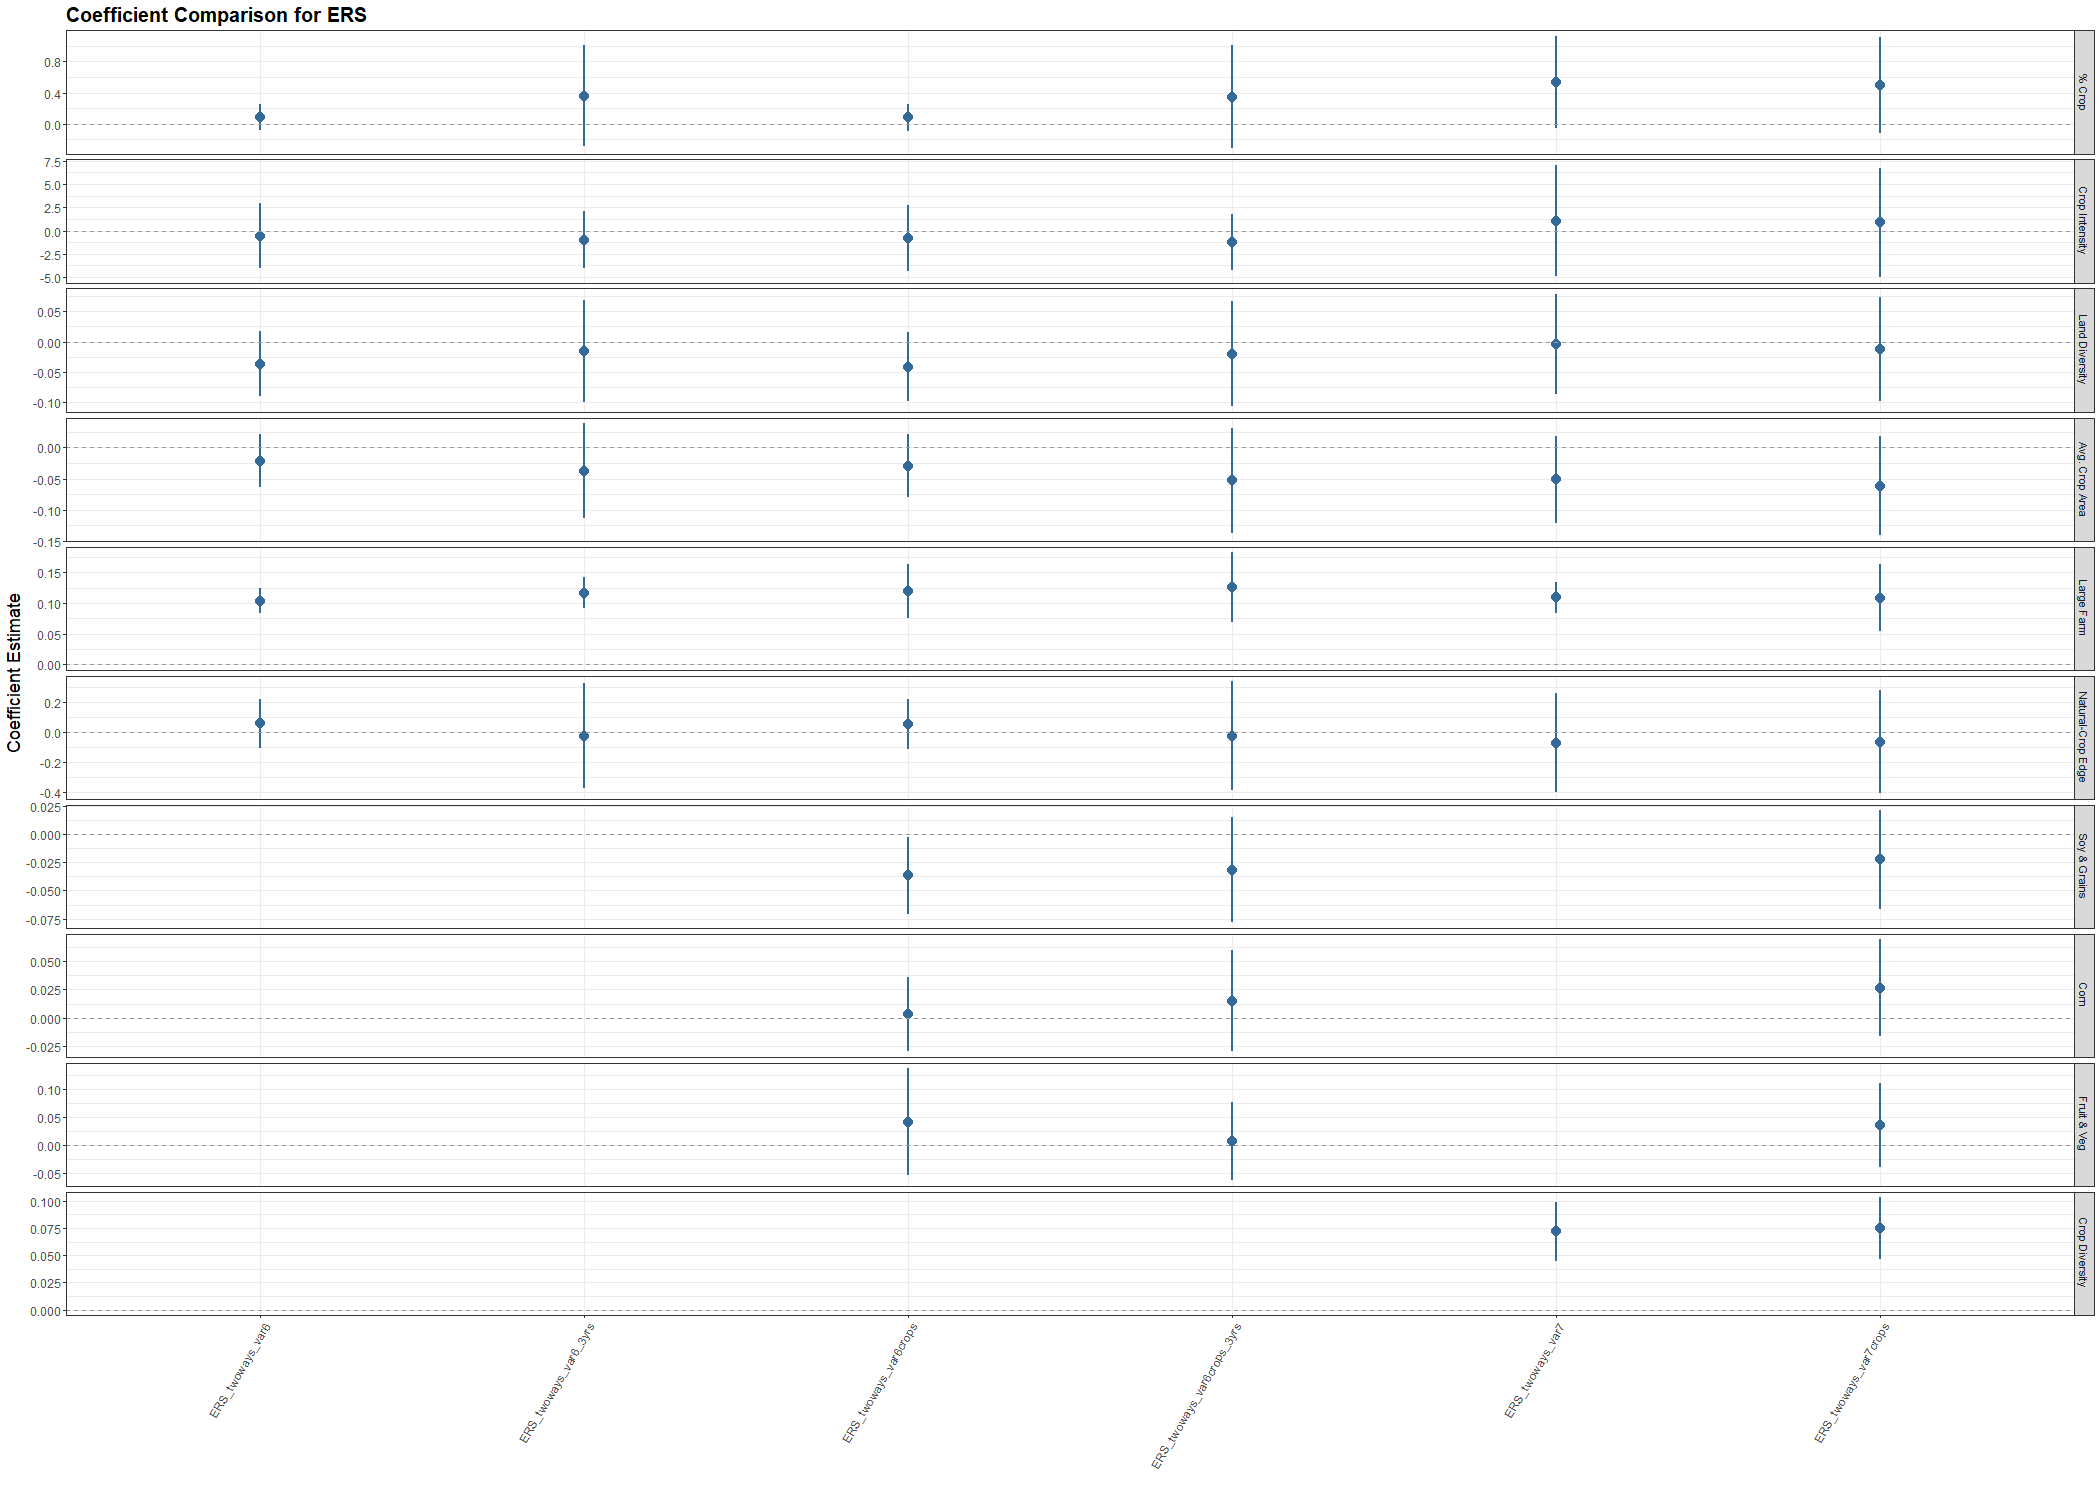 Coefficient Comparison for ERS
Coefficient Estimate
0.8
0.4
0.0
% Crop
7.5
5.0
2.5
0.0
-2.5
-5.0
Crop Intensity
0.05
0.00
-0.05
-0.10
Land Diversity
0.00
-0.05
-0.10
-0.15
Avg. Crop Area
0.15
0.10
0.05
0.00
Large Farm
0.2
0.0
-0.2
-0.4
Natural-Crop Edge
0.025
0.000
-0.025
-0.050
-0.075
Soy & Grains
0.050
0.025
0.000
-0.025
Corn
0.10
0.05
0.00
-0.05
Fruit & Veg
0.100
0.075
0.050
0.025
0.000
Crop Diversity
ERS_twoways_var6
ERS_twoways_var6_3yrs
ERS_twoways_var6crops
ERS_twoways_var6crops_3yrs
ERS_twoways_var7
ERS_twoways_var7crops